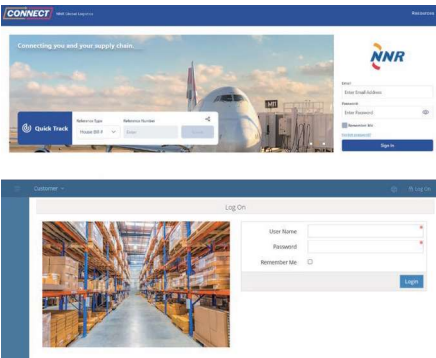 CONNECT NNR Global Logistics
Resources
Connecting you and your supply chain...
NNR
Email
Enter Email Address
Password
Enter Password
Remember Me
Forgot password?
Sign in
Quick Track
Reference Type
House Bill #
Reference Number
Enter
Customer
Log On
Log On
User Name
Password
Remember Me
Login